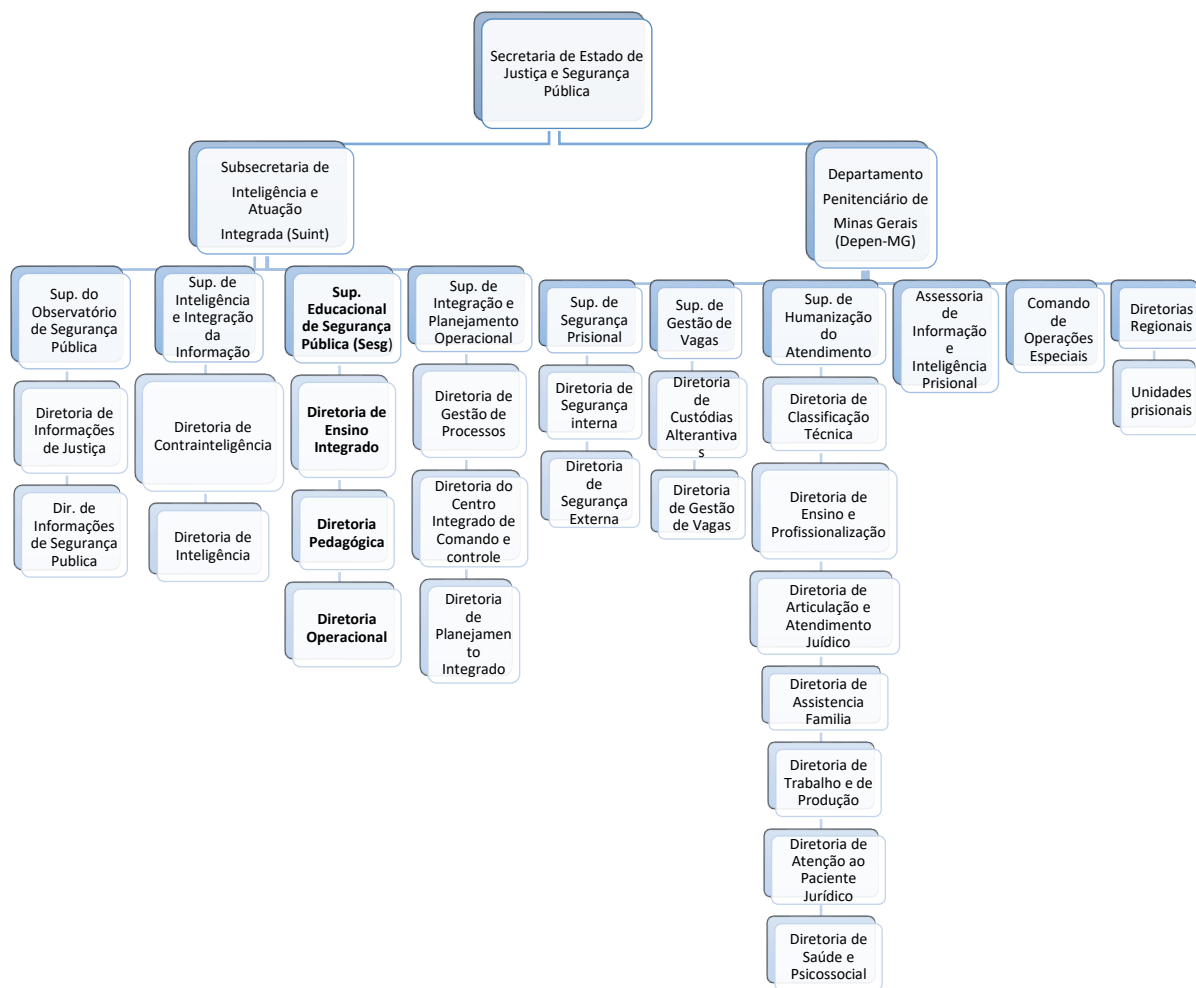 Secretaria de Estado de
Justiça e Segurança
Pública
Subsecretaria de
Inteligência e
Atuação
Integrada (Suint)
Departamento
Penitenciário de
Minas Gerais
(Depen-MG)
Sup. do
Observatório
de Segurança
Pública
Diretoria de
Informações
de Justiça
Dir. de
Informações
de Segurança
Publica
Sup. de
Inteligência
e Integração
da
Informação
Diretoria de
Contrainteligência
Diretoria de
Inteligência
Sup.
Educacional
de Segurança
Pública (Sesg)
Diretoria de
Ensino
Integrado
Diretoria
Pedagógica
Diretoria
Operacional
Sup. de
Integração e
Planejamento
Operacional
Diretoria de
Gestão de
Processos
Diretoria do
Centro
Integrado de
Comando e
controle
Diretoria
de
Planejamen
to
Integrado
Sup. de
Segurança
Prisional
Diretoria de
Segurança
interna
Diretoria
de
Segurança
Externa
Sup. de
Gestão de
Vagas
Diretoria
de
Custódias
Alterantiva
s
Diretoria
de Gestão
de Vagas
Sup. de
Humanização
do
Atendimento
Diretoria de
Classificação
Técnica
Diretoria de
Ensino e
Profissionalização
Diretoria de
Articulação e
Atendimento
Juídico
Diretoria de
Assistencia
Familia
Diretoria de
Trabalho e de
Produção
Diretoria de
Atenção ao
Paciente
Jurídico
Diretoria de
Saúde e
Psicossocial
Assessoria
de
Informação
e
Inteligência
Prisional
Comando
de
Operações
Especiais
Diretorias
Regionais
Unidades
prisionais